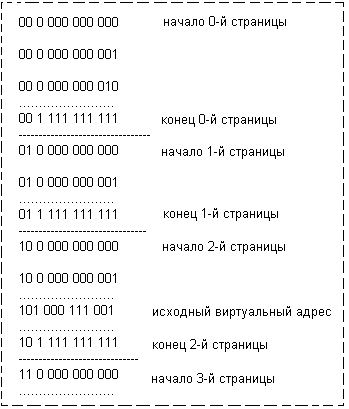 00 0 000 000 000 начало 0-й страницы
00 0 000 000 001
00 0 000 000 010
........................
00 1 111 111 111 конец 0-й страницы
---------------------------------
01 0 000 000 000 начало 1-й страницы
01 0 000 000 001
........................
01 1 111 111 111 конец 1-й страницы
--------------------------------
10 0 000 000 000 начало 2-й страницы
10 0 000 000 001
........................
101 000 111 001 исходный виртуальный адрес
........................
10 1 111 111 111 конец 2-й страницы
------------------------------
11 0 000 000 000 начало 3-й страницы
........................